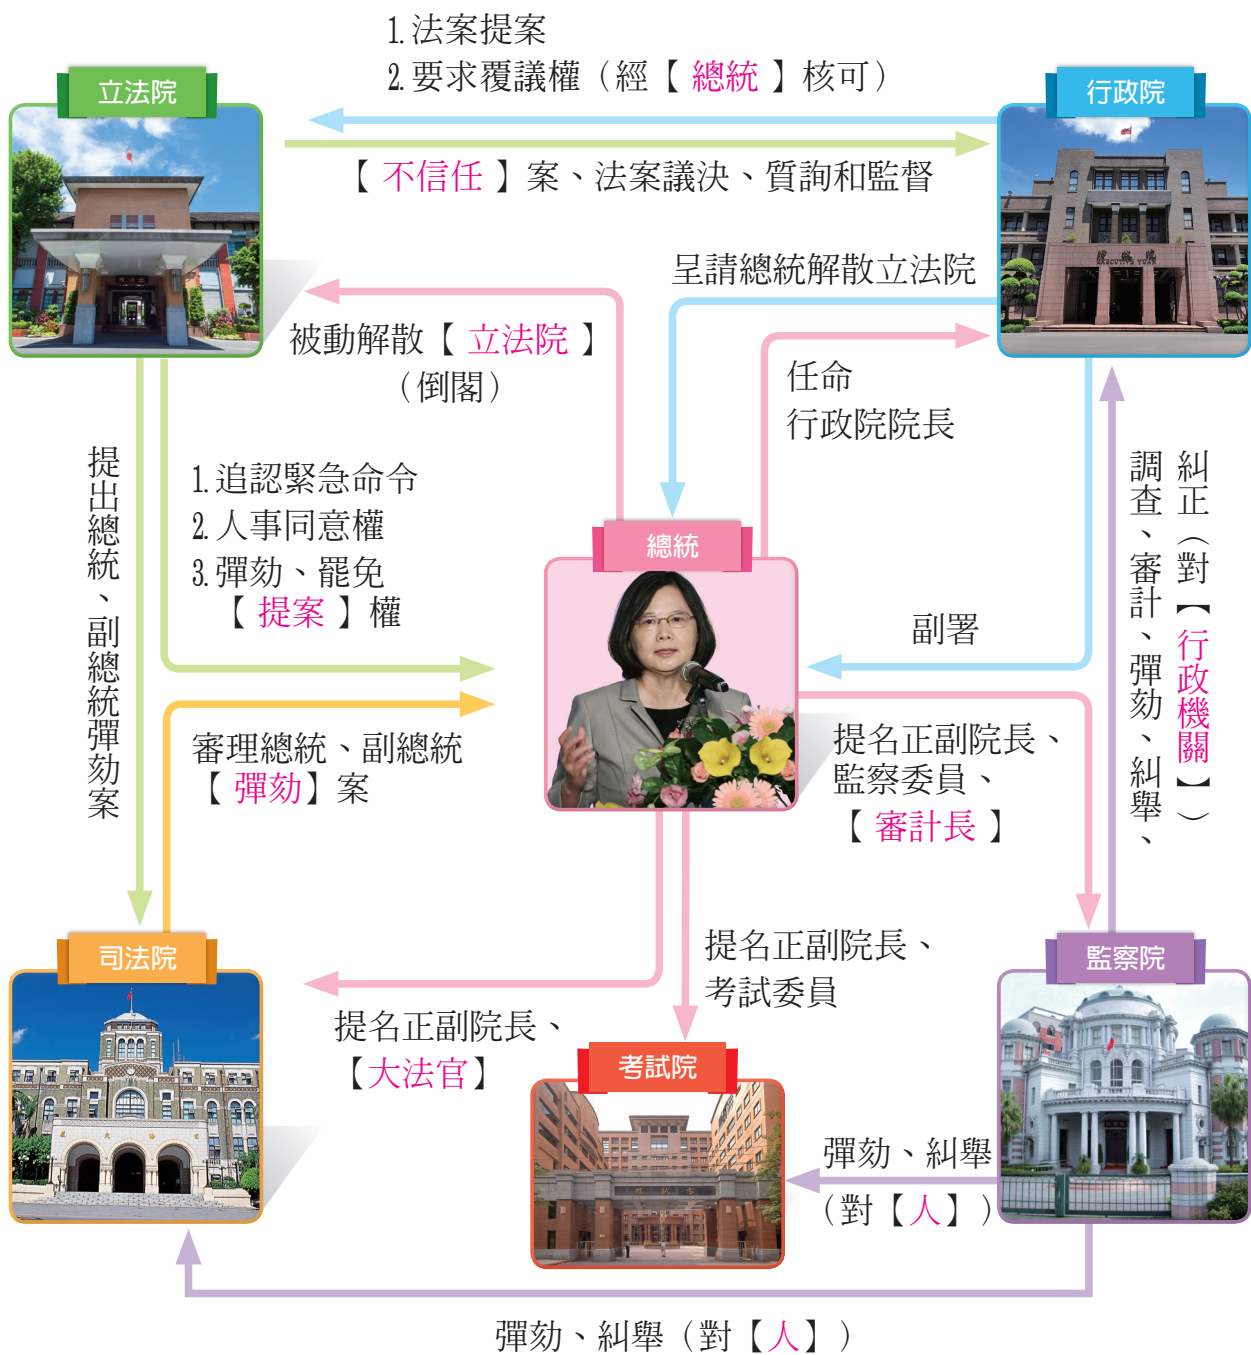 1.法案提案
2.要求覆議權（經【 總統 】核可）
立法院
行政院
【 不信任 】案、法案議決、質詢和監督
EXECUTIVE YUAN
呈請總統解散立法院
被動解散【 立法院 】
（倒閣）
任命
行政院院長
提出總統、副總統彈劾案
1.追認緊急命令
2.人事同意權
3.彈劾、罷免
【 提案 】權
總統
副署
糾正（對【行政機關】）
調查、審計、彈劾、糾舉、
審理總統、副總統
【 彈劾】案
提名正副院長、
監察委員、
【 審計長 】
司法院
監察院
提名正副院長、
考試委員
提名正副院長、
【大法官】
考試院
彈劾、糾舉
（對【人】）
彈劾、糾舉（對【人】）